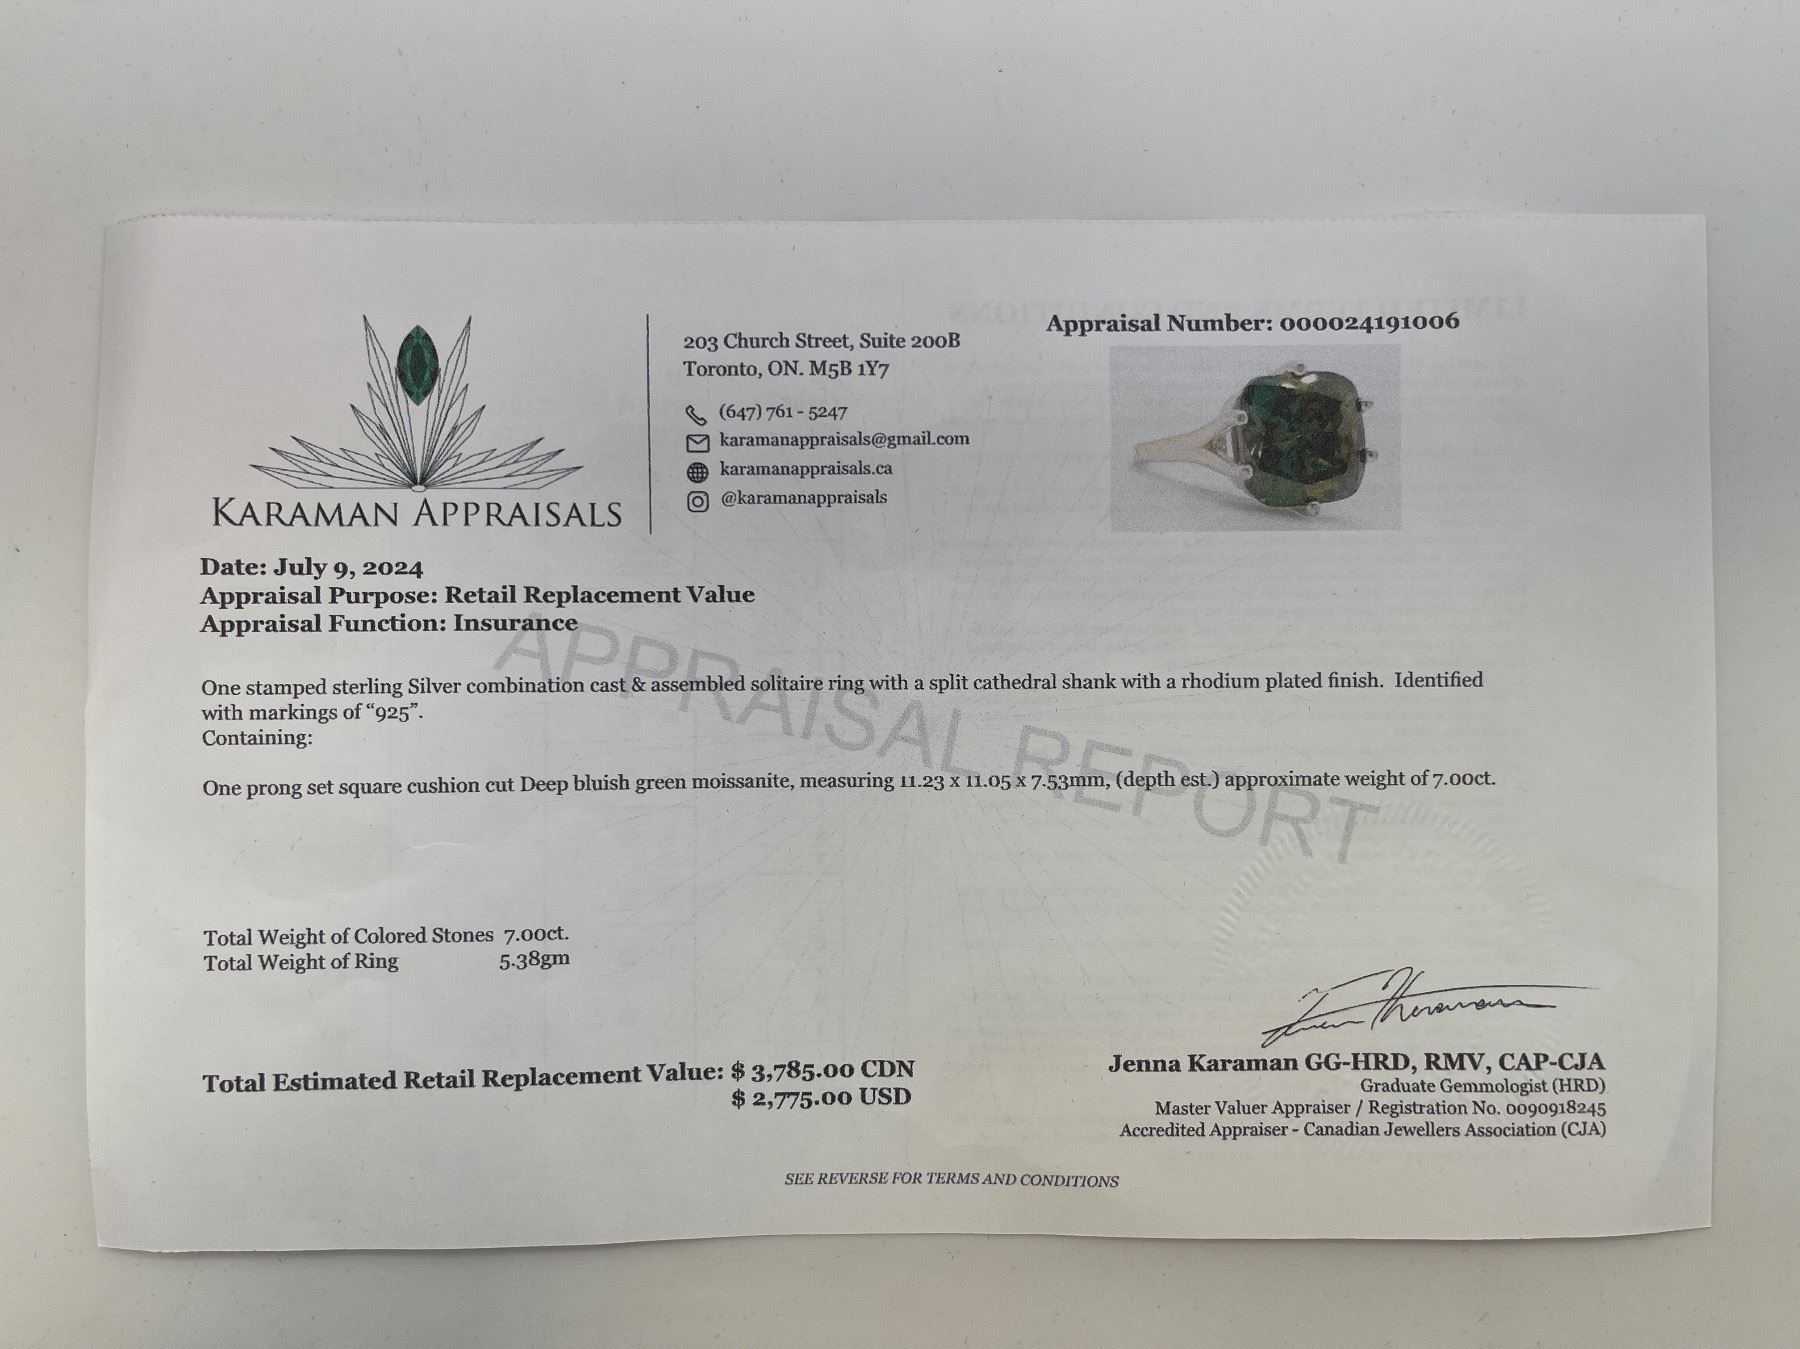 KARAMAN APPRAISALS
203 Church Street, Suite 200B
Toronto, ON. M5B 1Y7
(647) 761 - 5247
karamanappraisals@gmail.com
karamanappraisals.ca
@karamanappraisals
Appraisal Number: 000024191006
Date: July 9, 2024
Appraisal Purpose: Retail Replacement Value
Appraisal Function: Insurance
APPRAISAL REPORT
One stamped sterling Silver combination cast & assembled solitaire ring with a split cathedral shank with a rhodium plated finish. Identified
with markings of “925”.
Containing:
One prong set square cushion cut Deep bluish green moissanite, measuring 11.23 x 11.05 x 7.53mm, (depth est.) approximate weight of 7.00ct.
Total Weight of Colored Stones 7.00ct.
Total Weight of Ring 5.38gm
Total Estimated Retail Replacement Value: $ 3,785.00 CDN
$ 2,775.00 USD
Jenna Karaman GG-HRD, RMV, CAP-CJA
Graduate Gemmologist (HRD)
Master Valuer Appraiser / Registration No. 0090918245
Accredited Appraiser - Canadian Jewellers Association (CJA)
SEE REVERSE FOR TERMS AND CONDITIONS